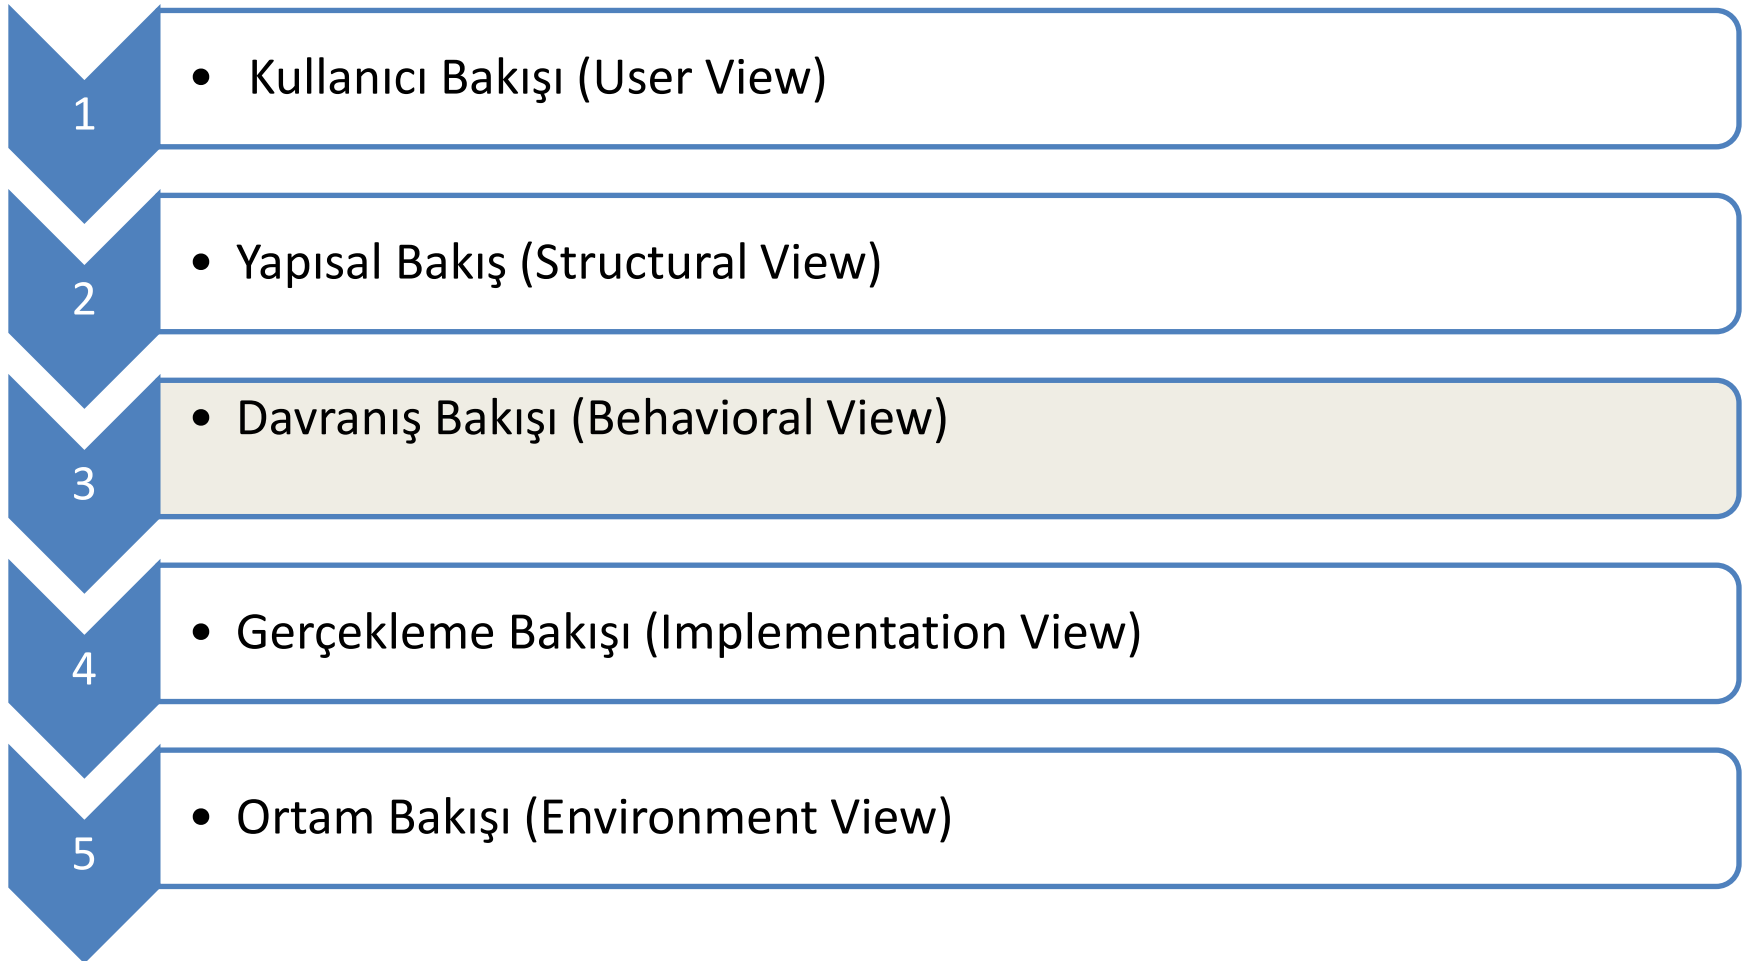 1
• Kullanıcı Bakışı (User View)
2
• Yapısal Bakış (Structural View)
3
• Davranış Bakışı (Behavioral View)
4
• Gerçekleme Bakışı (Implementation View)
5
• Ortam Bakışı (Environment View)